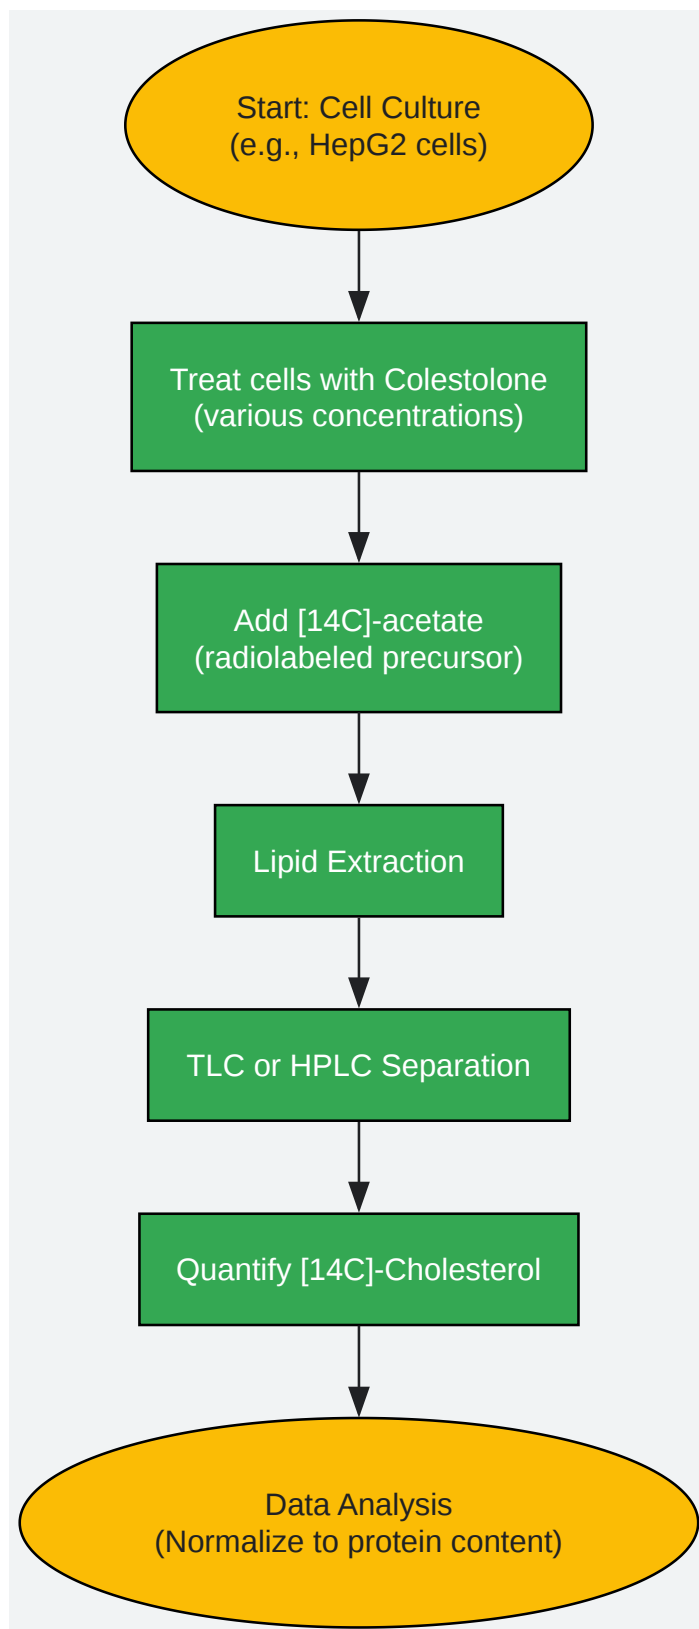 Start: Cell Culture
(e.g., HepG2 cells)
Treat cells with Colestolone
(various concentrations)
Add [14C]-acetate
(radiolabeled precursor)
Lipid Extraction
TLC or HPLC Separation
Quantify [14C]-Cholesterol
Data Analysis
(Normalize to protein content)